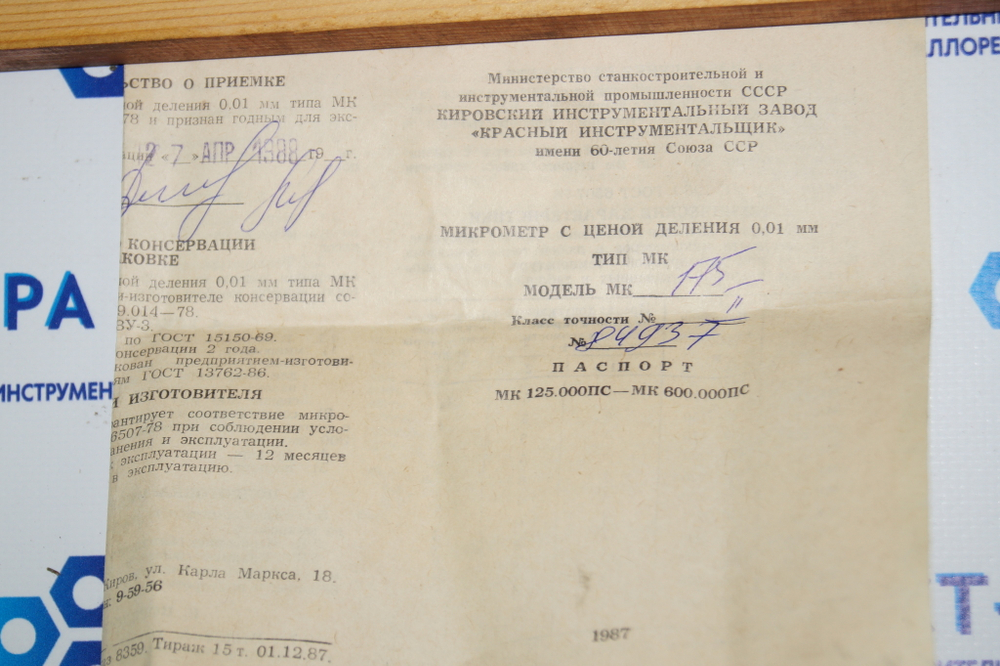 ЬСТВО О ПРИЕМКЕ
ной деления 0,01 мм типа МК
78 и признан годным для экс-
ции «27» АПР 1988 19 г.
КОНСЕРВАЦИИ
КОВКЕ
ной деления 0,01 мм типа МК
и-изготовителе консервации со-
9.014—78.
ВУ-3.
по ГОСТ 15150-69.
онсервации 2 года.
кован предприятием-изготови-
ям ГОСТ 13762-86.
И ИЗГОТОВИТЕЛЯ
рантирует соответствие микро-
6507-78 при соблюдении усло-
анения и эксплуатации.
эксплуатации — 12 месяцев
в эксплуатацию.
Киров, ул. Карла Маркса, 18.
9-59-56
8359. Тираж 15 т. 01.12.87.
Министерство станкостроительной и
инструментальной промышленности СССР
КИРОВСКИЙ ИНСТРУМЕНТАЛЬНЫЙ ЗАВОД
«КРАСНЫЙ ИНСТРУМЕНТАЛЬЩИК»
имени 60-летия Союза ССР
МИКРОМЕТР С ЦЕНОЙ ДЕЛЕНИЯ 0,01 мм
ТИП МК
МОДЕЛЬ МК 175
Класс точности № II
№ 84937
ПАСПОРТ
МК 125.000ПС—МК 600.000ПС
1987
РА
ИНСТРУМЕН
ТЕЛЬН
ЛЛОРЕ
Т